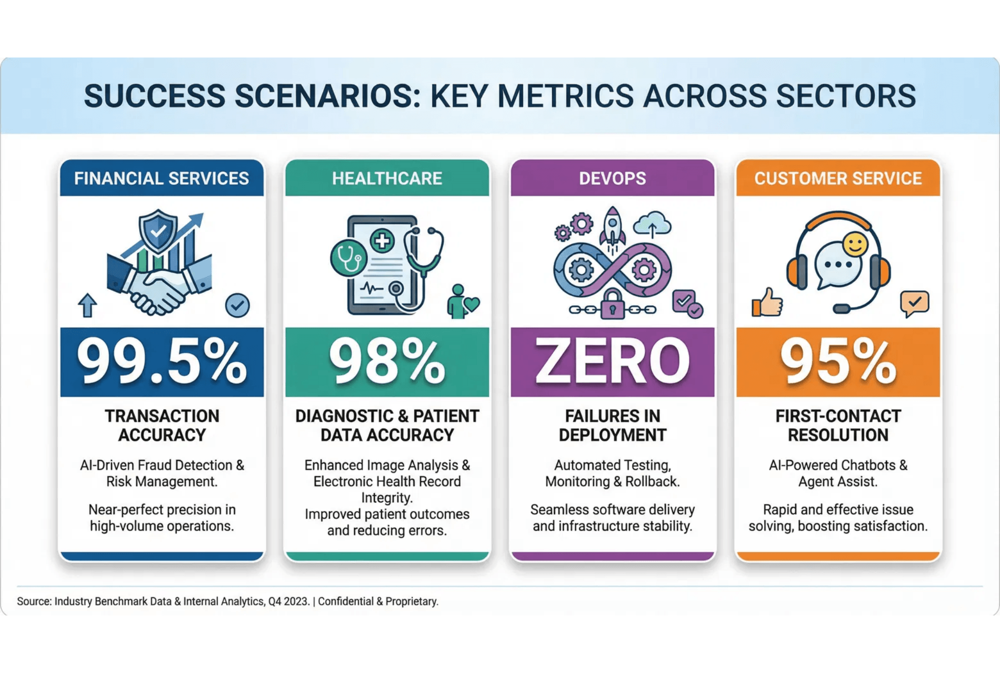 SUCCESS SCENARIOS: KEY METRICS ACROSS SECTORS
FINANCIAL SERVICES
99.5%
TRANSACTION
ACCURACY
AI-Driven Fraud Detection &
Risk Management.
Near-perfect precision in
high-volume operations.
HEALTHCARE
98%
DIAGNOSTIC & PATIENT
DATA ACCURACY
Enhanced Image Analysis &
Electronic Health Record
Integrity.
Improved patient outcomes
and reducing errors.
DEVOPS
ZERO
FAILURES IN
DEPLOYMENT
Automated Testing,
Monitoring & Rollback.
Seamless software delivery
and infrastructure stability.
CUSTOMER SERVICE
95%
FIRST-CONTACT
RESOLUTION
AI-Powered Chatbots &
Agent Assist.
Rapid and effective issue
solving, boosting satisfaction.
Source: Industry Benchmark Data & Internal Analytics, Q4 2023. | Confidential & Proprietary.